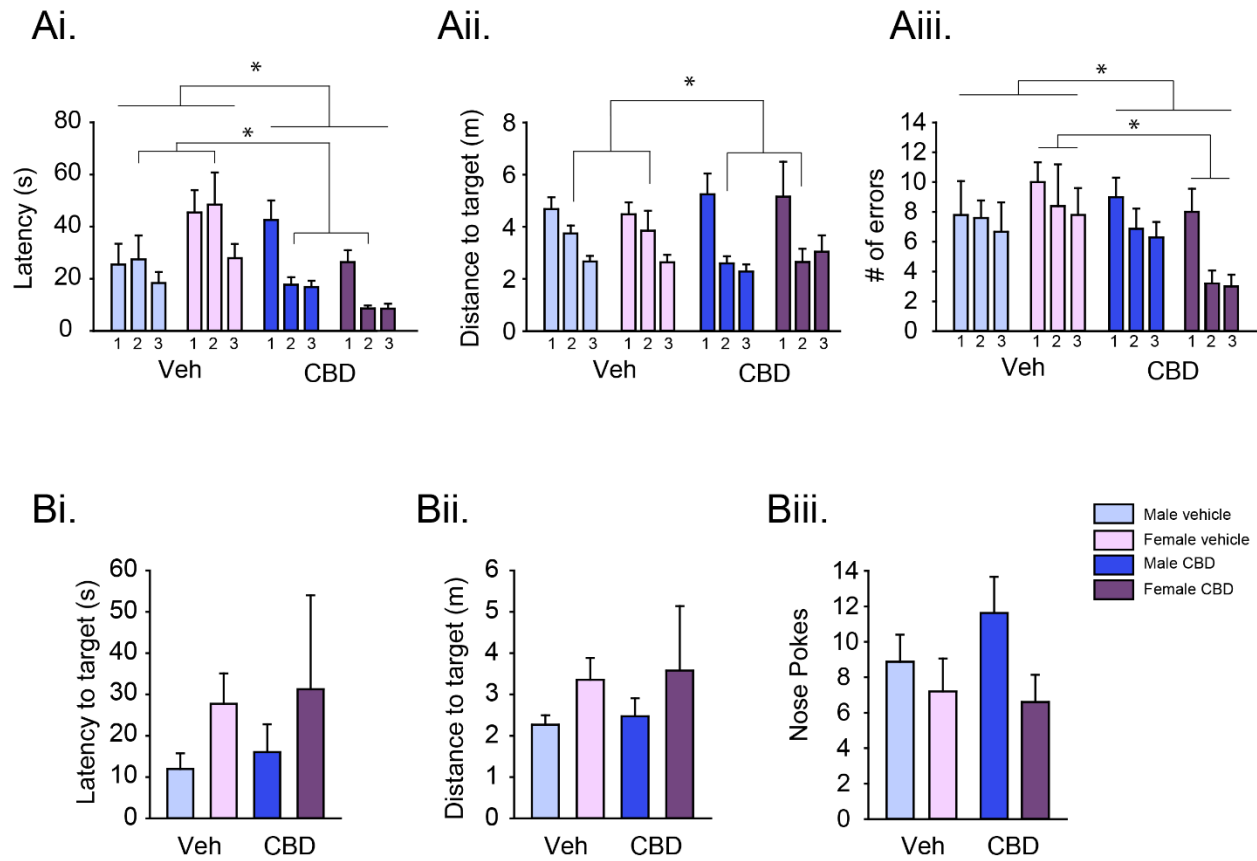 Ai.
Aii.
Aiii.
*
*
*
*
*
Latency (s)
80
60
40
20
0
1 2 3 1 2 3 1 2 3 1 2 3
Veh CBD
Distance to target (m)
8
6
4
2
0
1 2 3 1 2 3 1 2 3 1 2 3
Veh CBD
# of errors
14
12
10
8
6
4
2
0
1 2 3 1 2 3 1 2 3 1 2 3
Veh CBD
Bi.
Bii.
Biii.
Latency to target (s)
60
50
40
30
20
10
0
Veh CBD
Distance to target (m)
6
5
4
3
2
1
0
Veh CBD
Nose Pokes
14
12
10
8
6
4
2
0
Veh CBD
Male vehicle
Female vehicle
Male CBD
Female CBD